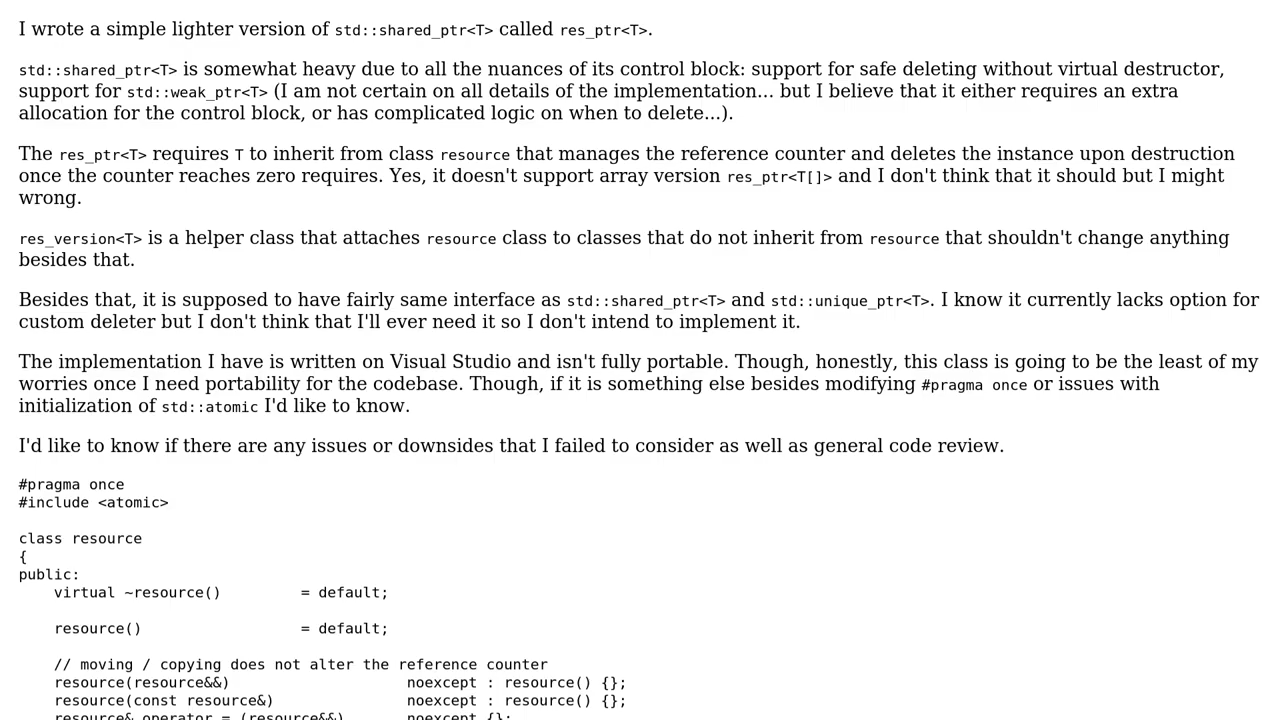 I wrote a simple lighter version of std::shared_ptr<T> called res_ptr<T>.
std::shared_ptr<T> is somewhat heavy due to all the nuances of its control block: support for safe deleting without virtual destructor,
support for std::weak_ptr<T> (I am not certain on all details of the implementation... but I believe that it either requires an extra
allocation for the control block, or has complicated logic on when to delete...).
The res_ptr<T> requires T to inherit from class resource that manages the reference counter and deletes the instance upon destruction
once the counter reaches zero requires. Yes, it doesn't support array version res_ptr<T[]> and I don't think that it should but I might
wrong.
res_version<T> is a helper class that attaches resource class to classes that do not inherit from resource that shouldn't change anything
besides that.
Besides that, it is supposed to have fairly same interface as std::shared_ptr<T> and std::unique_ptr<T>. I know it currently lacks option for
custom deleter but I don't think that I'll ever need it so I don't intend to implement it.
The implementation I have is written on Visual Studio and isn't fully portable. Though, honestly, this class is going to be the least of my
worries once I need portability for the codebase. Though, if it is something else besides modifying #pragma once or issues with
initialization of std::atomic I'd like to know.
I'd like to know if there are any issues or downsides that I failed to consider as well as general code review.
#pragma once
#include <atomic>
class resource
{
public:
    virtual ~resource()         = default;
    resource()                  = default;
    // moving / copying does not alter the reference counter
    resource(resource&&)                    noexcept : resource() {};
    resource(const resource&)               noexcept : resource() {};
    resource& operator = (resource&&)       noexcept {};